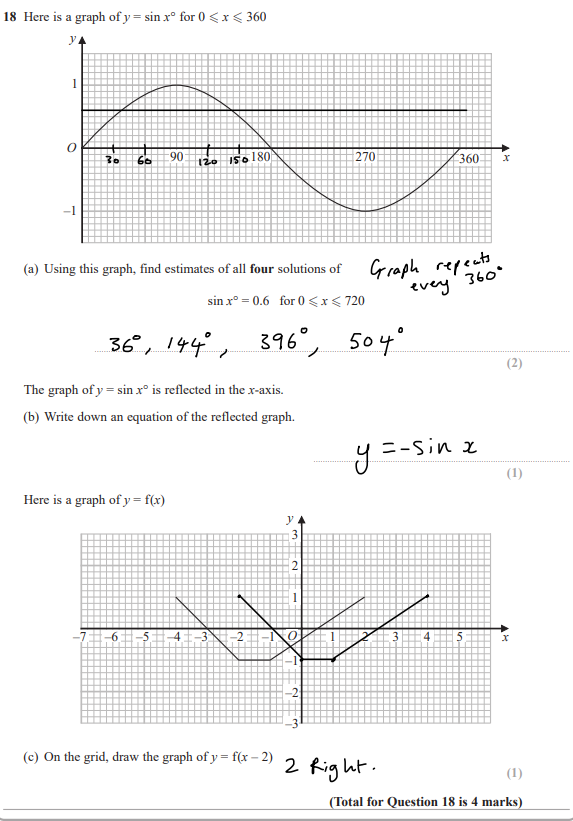 18 Here is a graph of y = sin x° for 0 ⩽ x ⩽ 360
y
1
O 30 60 90 120 150 180 270 360 x
–1
(a) Using this graph, find estimates of all four solutions of
Graph repeats
every 360°
sin x° = 0.6 for 0 ⩽ x ⩽ 720
36°, 144°, 396°, 504°
(2)
The graph of y = sin x° is reflected in the x-axis.
(b) Write down an equation of the reflected graph.
y = -sin x
(1)
Here is a graph of y = f(x)
y
3
2
1
–7 –6 –5 –4 –3 –2 –1 O 1 2 3 4 5 x
–1
–2
–3
(c) On the grid, draw the graph of y = f(x – 2)
2 Right.
(1)
(Total for Question 18 is 4 marks)